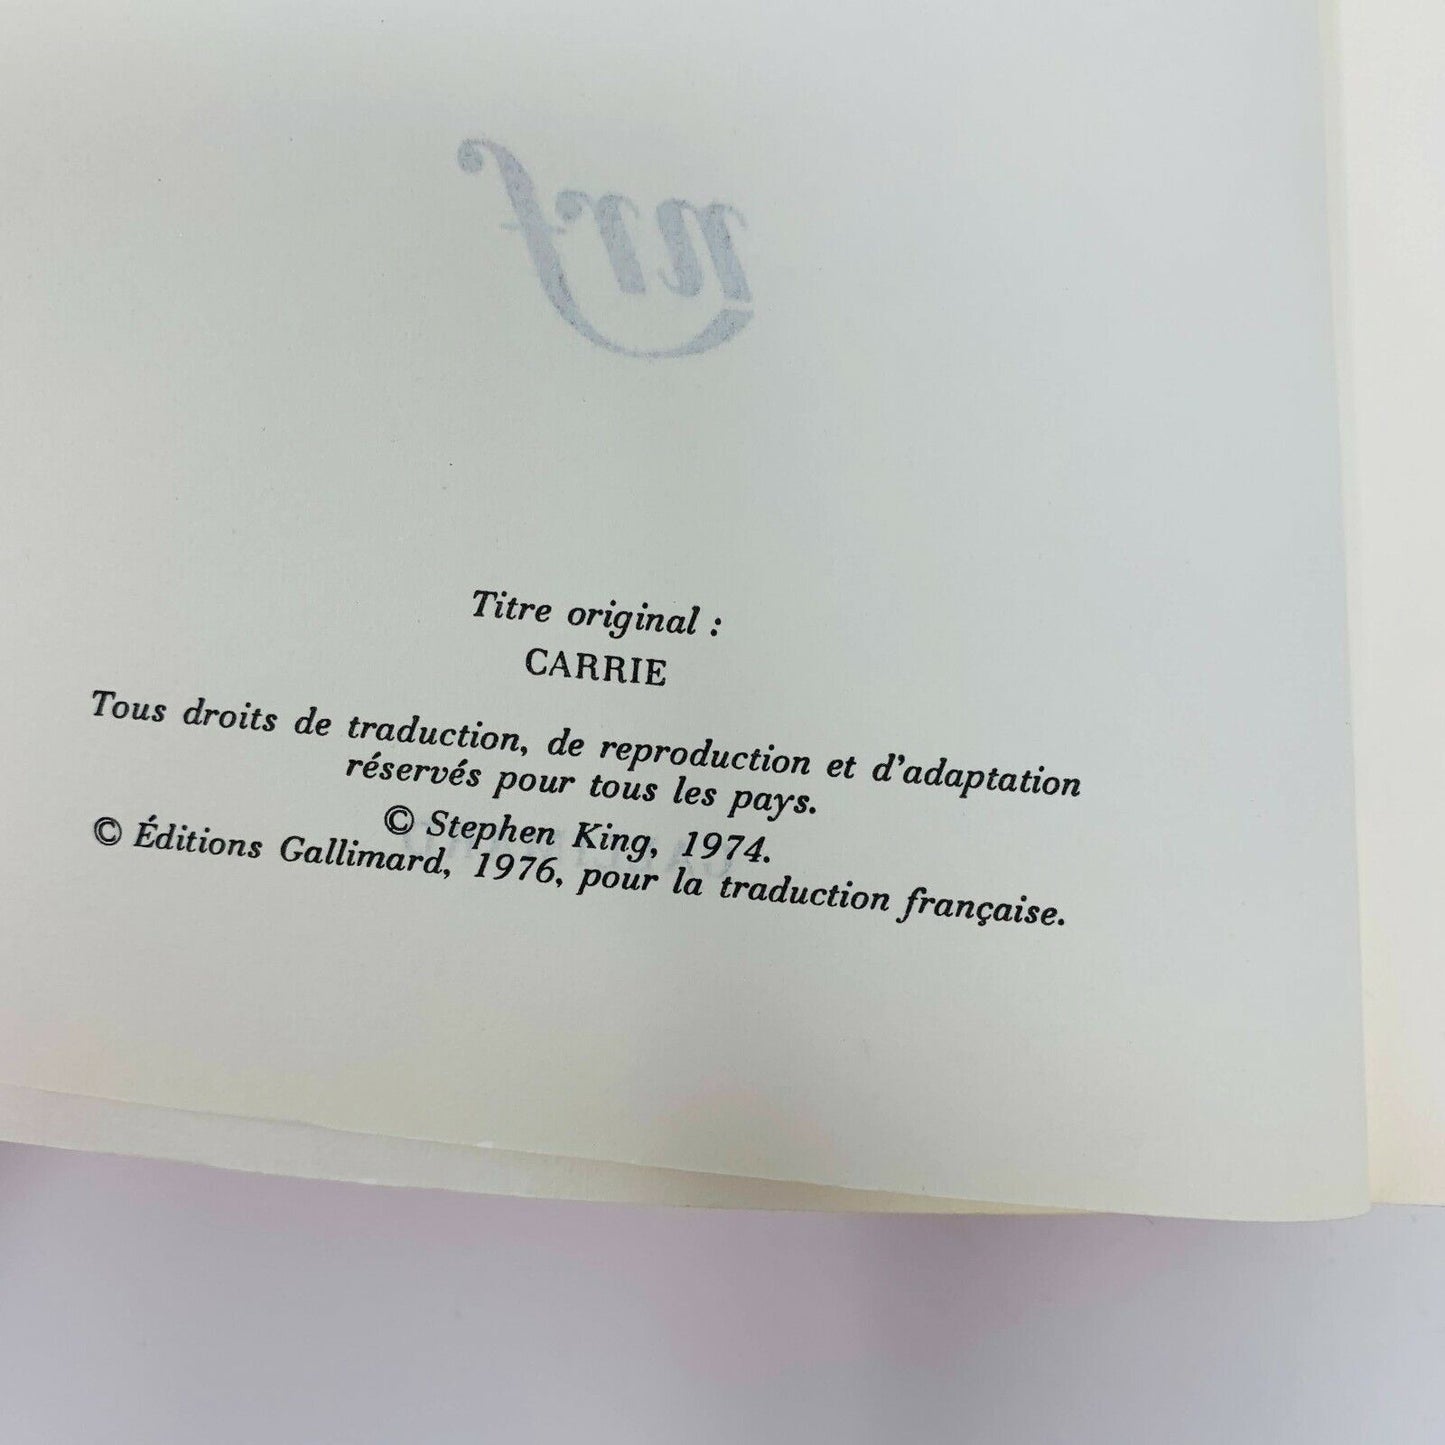 nrf
Titre original :
CARRIE
Tous droits de traduction, de reproduction et d'adaptation
réservés pour tous les pays.
© Stephen King, 1974.
© Éditions Gallimard, 1976, pour la traduction française.